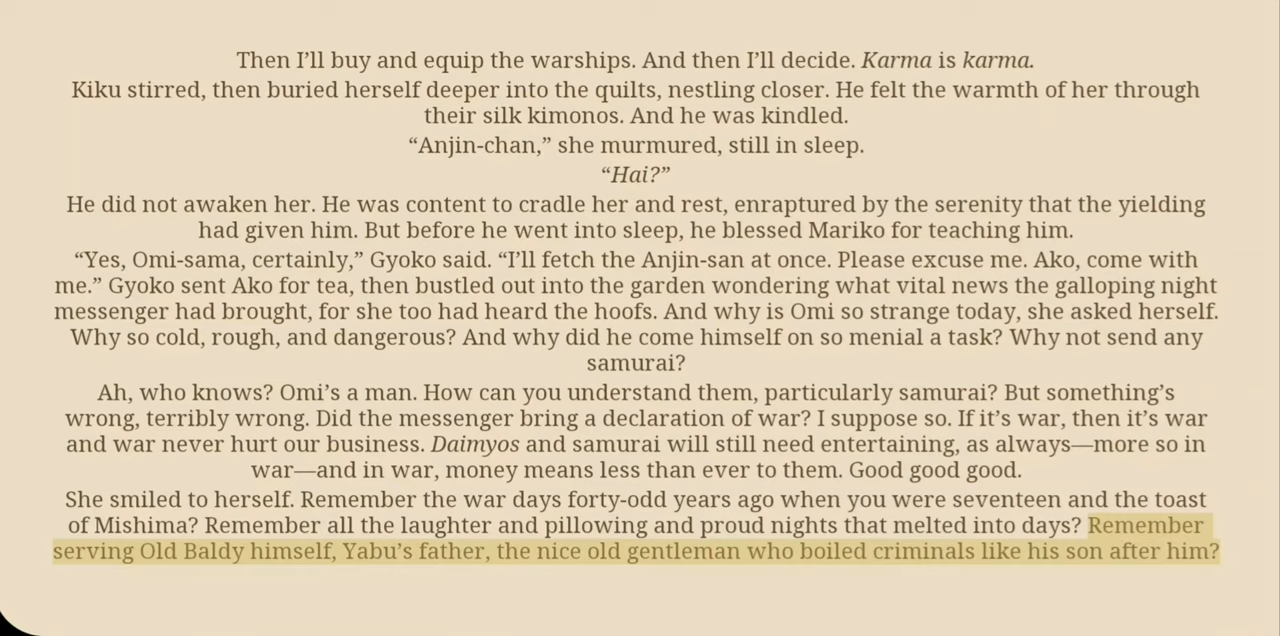 Then I’ll buy and equip the warships. And then I’ll decide. Karma is karma.
Kiku stirred, then buried herself deeper into the quilts, nestling closer. He felt the warmth of her through
their silk kimonos. And he was kindled.
“Anjin-chan,” she murmured, still in sleep.
“Hai?”
He did not awaken her. He was content to cradle her and rest, enraptured by the serenity that the yielding
had given him. But before he went into sleep, he blessed Mariko for teaching him.
“Yes, Omi-sama, certainly,” Gyoko said. “I’ll fetch the Anjin-san at once. Please excuse me. Ako, come with
me.” Gyoko sent Ako for tea, then bustled out into the garden wondering what vital news the galloping night
messenger had brought, for she too had heard the hoofs. And why is Omi so strange today, she asked herself.
Why so cold, rough, and dangerous? And why did he come himself on so menial a task? Why not send any
samurai?
Ah, who knows? Omi’s a man. How can you understand them, particularly samurai? But something’s
wrong, terribly wrong. Did the messenger bring a declaration of war? I suppose so. If it’s war, then it’s war
and war never hurt our business. Daimyos and samurai will still need entertaining, as always—more so in
war—and in war, money means less than ever to them. Good good good.
She smiled to herself. Remember the war days forty-odd years ago when you were seventeen and the toast
of Mishima? Remember all the laughter and pillowing and proud nights that melted into days? Remember
serving Old Baldy himself, Yabu’s father, the nice old gentleman who boiled criminals like his son after him?